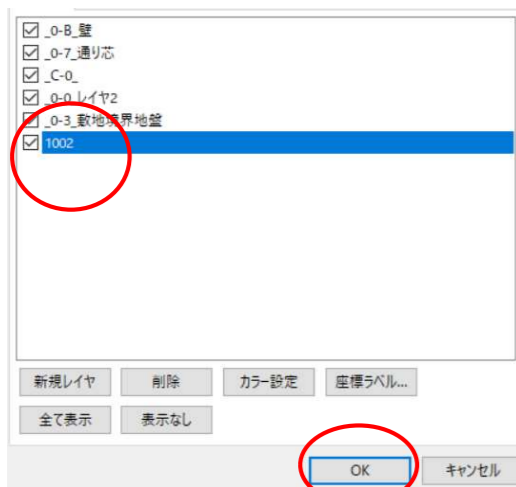 _0-B_壁
_0-7_通り芯
_C-0_
_0-0_レイヤ2
_0-3_敷地境界地盤
1002
新規レイヤ 削除 カラー設定 座標ラベル...
全て表示 表示なし
OK キャンセル